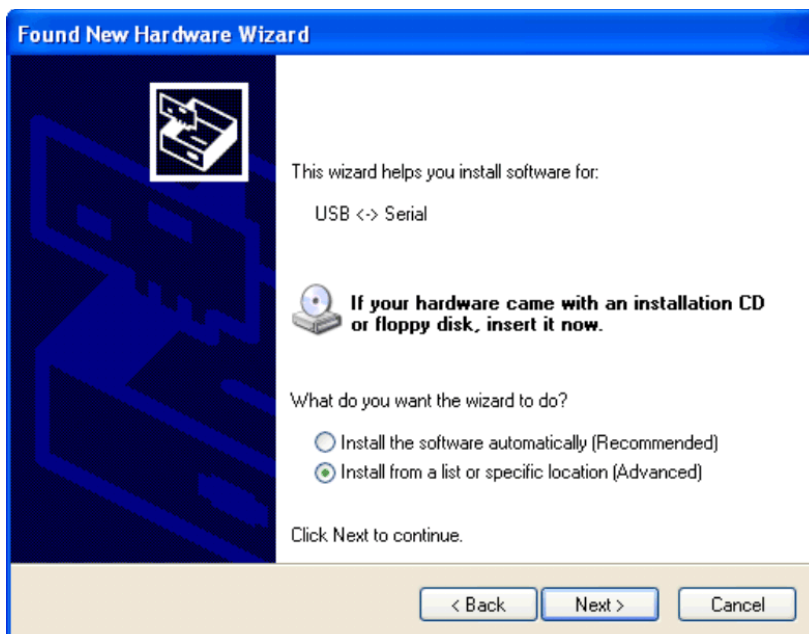 Found New Hardware Wizard
This wizard helps you install software for:
USB <-> Serial
If your hardware came with an installation CD
or floppy disk, insert it now.
What do you want the wizard to do?
Install the software automatically (Recommended)
Install from a list or specific location (Advanced)
Click Next to continue.
< Back Next > Cancel